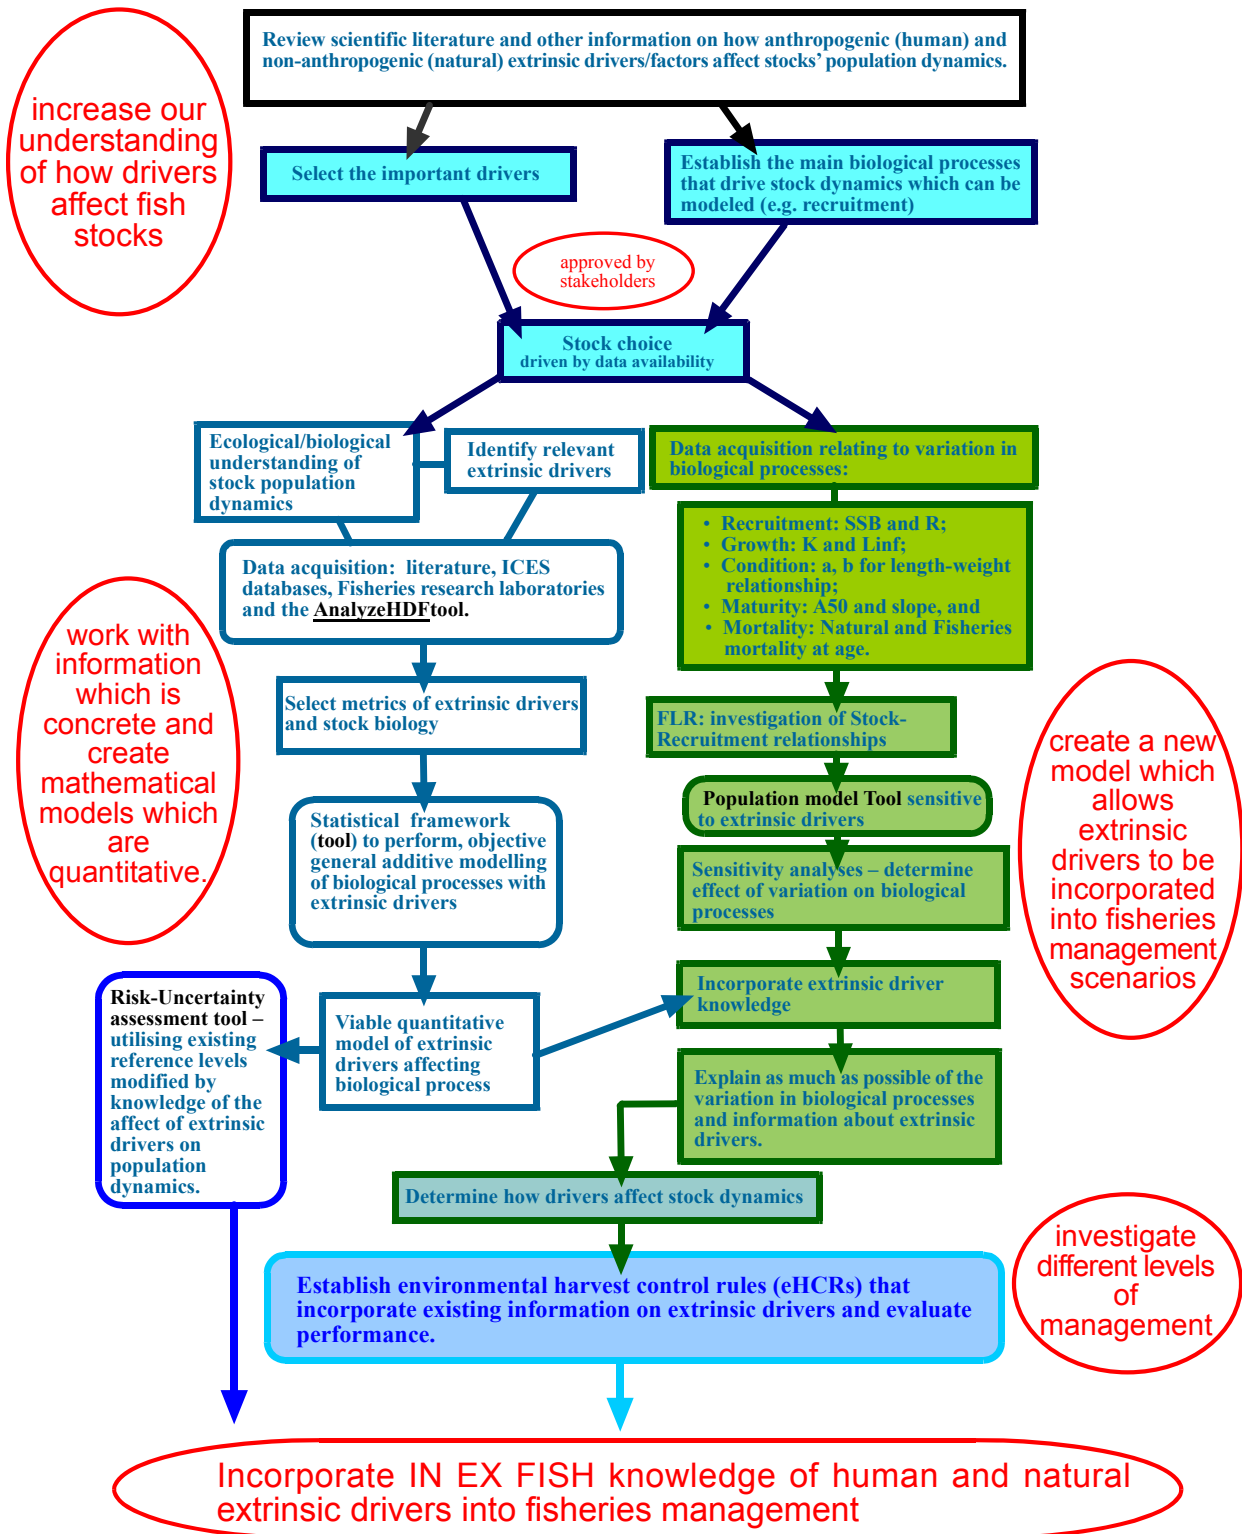 Review scientific literature and other information on how anthropogenic (human) and
non-anthropogenic (natural) extrinsic drivers/factors affect stocks' population dynamics.
increase our
understanding
of how drivers
affect fish
stocks
Select the important drivers
Establish the main biological processes
that drive stock dynamics which can be
modeled (e.g. recruitment)
approved by
stakeholders
Stock choice
driven by data availability
Ecological/biological
understanding of
stock population
dynamics
Identify relevant
extrinsic drivers
Data acquisition relating to variation in
biological processes:
• Recruitment: SSB and R;
• Growth: K and Linf;
• Condition: a, b for length-weight
relationship;
• Maturity: A50 and slope, and
• Mortality: Natural and Fisheries
mortality at age.
Data acquisition: literature, ICES
databases, Fisheries research laboratories
and the AnalyzeHDFtool.
work with
information
which is
concrete and
create
mathematical
models which
are
quantitative.
Select metrics of extrinsic drivers
and stock biology
FLR: investigation of Stock-
Recruitment relationships
Population model Tool sensitive
to extrinsic drivers
create a new
model which
allows
extrinsic
drivers to be
incorporated
into fisheries
management
scenarios
Statistical framework
(tool) to perform, objective
general additive modelling
of biological processes with
extrinsic drivers
Sensitivity analyses – determine
effect of variation on biological
processes
Incorporate extrinsic driver
knowledge
Risk-Uncertainty
assessment tool –
utilising existing
reference levels
modified by
knowledge of the
affect of extrinsic
drivers on
population
dynamics.
Viable quantitative
model of extrinsic
drivers affecting
biological process
Explain as much as possible of the
variation in biological processes
and information about extrinsic
drivers.
Determine how drivers affect stock dynamics
investigate
different levels
of
management
Establish environmental harvest control rules (eHCRs) that
incorporate existing information on extrinsic drivers and evaluate
performance.
Incorporate IN EX FISH knowledge of human and natural
extrinsic drivers into fisheries management